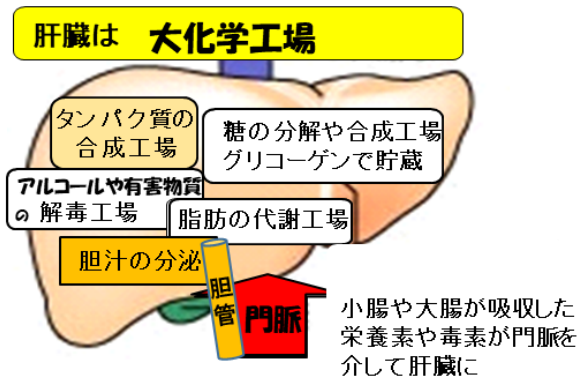 肝臓は 大化学工場
タンパク質の
合成工場
糖の分解や合成工場
グリコーゲンで貯蔵
アルコールや有害物質
の 解毒工場
脂肪の代謝工場
胆汁の分泌
胆管
門脈
小腸や大腸が吸収した
栄養素や毒素が門脈を
介して肝臓に